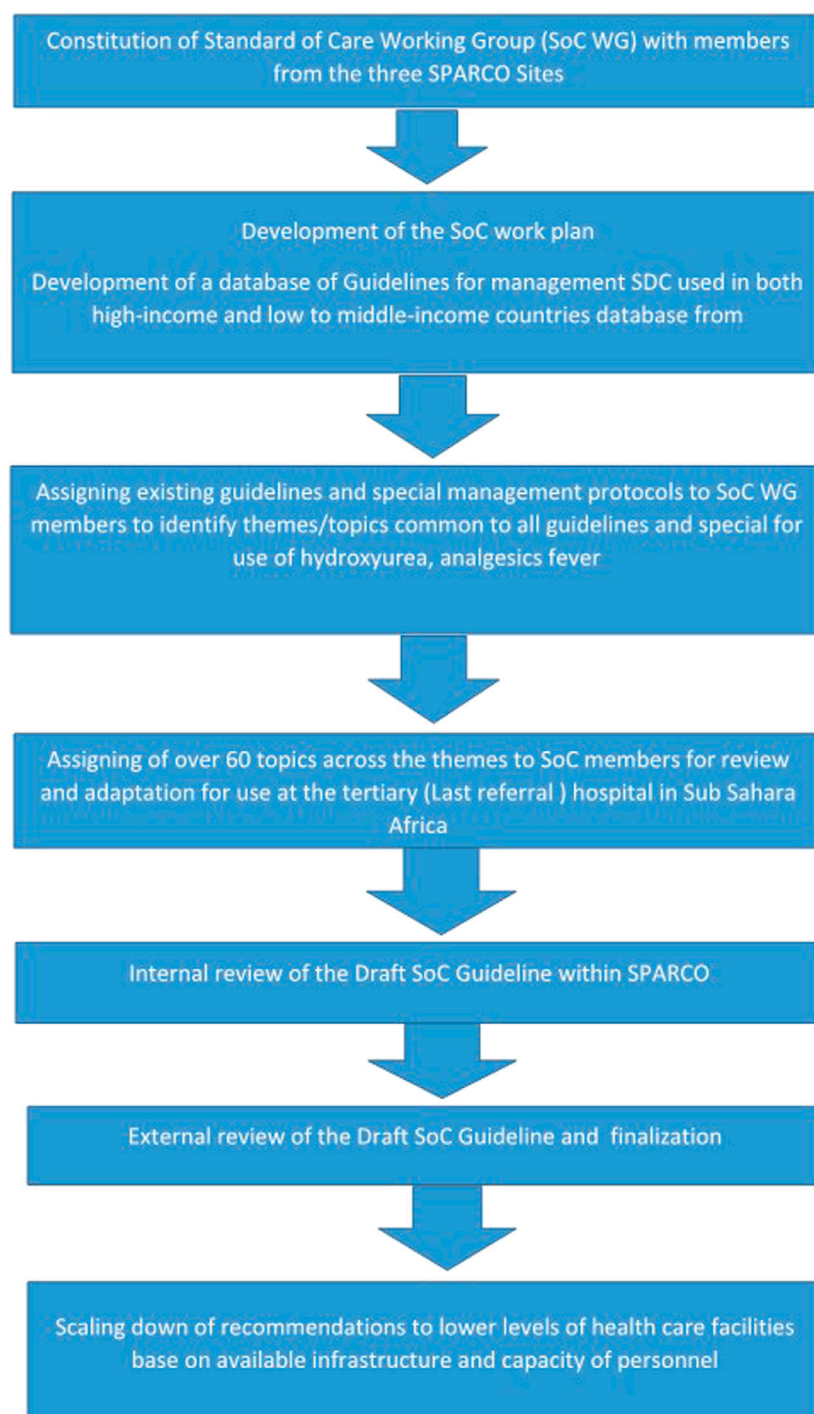 Constitution of Standard of Care Working Group (SoC WG) with members
from the three SPARCO Sites
Development of the SoC work plan
Development of a database of Guidelines for management SDC used in both
high-income and low to middle-income countries database from
Assigning existing guidelines and special management protocols to SoC WG
members to identify themes/topics common to all guidelines and special for
use of hydroxyurea, analgesics fever
Assigning of over 60 topics across the themes to SoC members for review
and adaptation for use at the tertiary (Last referral ) hospital in Sub Sahara
Africa
Internal review of the Draft SoC Guideline within SPARCO
External review of the Draft SoC Guideline and  finalization
Scaling down of recommendations to lower levels of health care facilities
base on available infrastructure and capacity of personnel